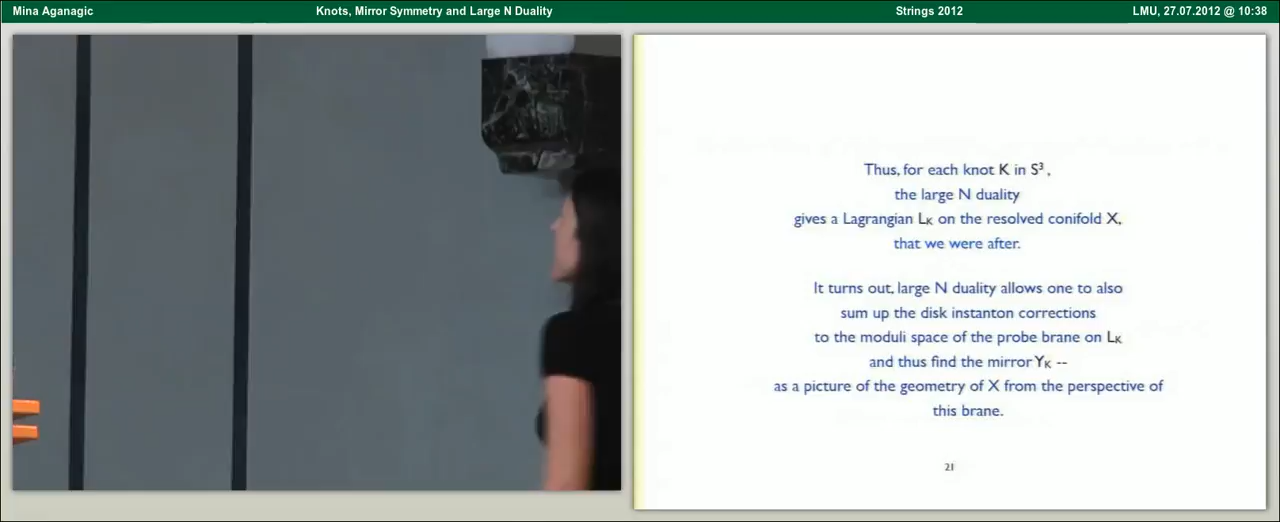 Mina Aganagic Knots, Mirror Symmetry and Large N Duality Strings 2012 LMU, 27.07.2012 @ 10:38
Thus, for each knot K in S³ ,
the large N duality
gives a Lagrangian Lₖ on the resolved conifold X,
that we were after.
It turns out, large N duality allows one to also
sum up the disk instanton corrections
to the moduli space of the probe brane on Lₖ
and thus find the mirror Yₖ --
as a picture of the geometry of X from the perspective of
this brane.
21